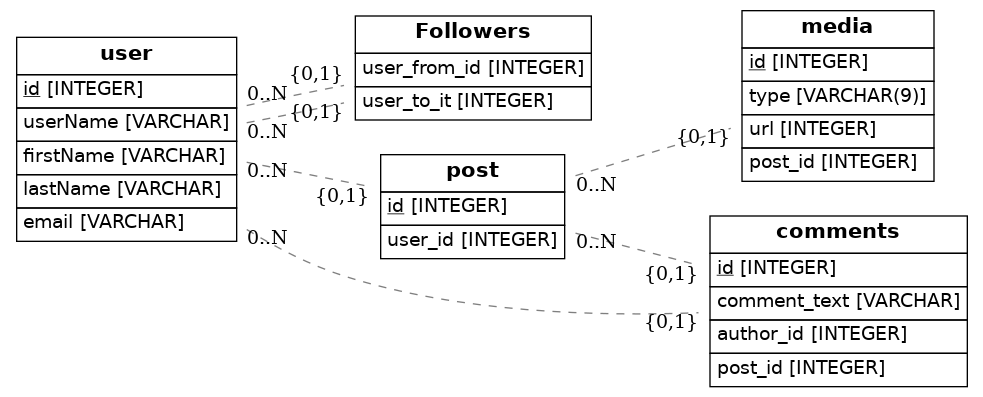 user
id [INTEGER]
userName [VARCHAR]
firstName [VARCHAR]
lastName [VARCHAR]
email [VARCHAR]
0..N
{0,1}
0..N
{0,1}
0..N
{0,1}
0..N
{0,1}
Followers
user_from_id [INTEGER]
user_to_it [INTEGER]
post
id [INTEGER]
user_id [INTEGER]
0..N
{0,1}
0..N
{0,1}
media
id [INTEGER]
type [VARCHAR(9)]
url [INTEGER]
post_id [INTEGER]
comments
id [INTEGER]
comment_text [VARCHAR]
author_id [INTEGER]
post_id [INTEGER]